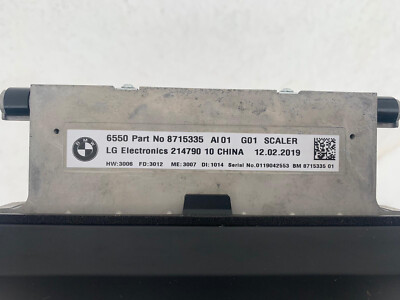 6550 Part No 8715335 AI 01 G01 SCALER
LG Electronics 214790 10 CHINA 12.02.2019
HW:3006 FD:3012 ME:3007 DI:1014 Serial No.0119042553 BM 8715335 01